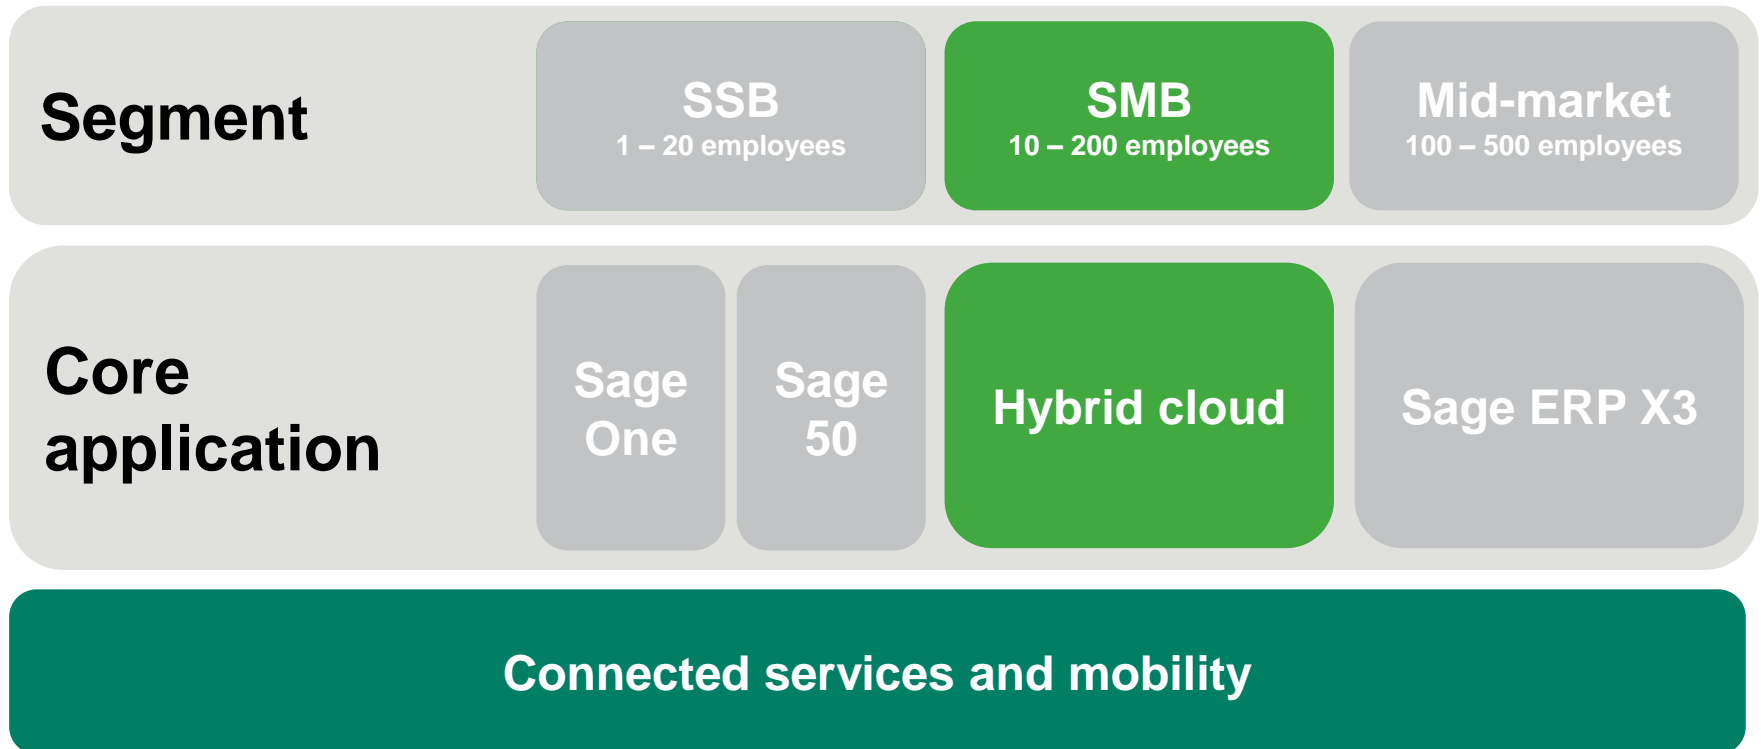 Segment
SSB
1 – 20 employees
SMB
10 – 200 employees
Mid-market
100 – 500 employees
Core
application
Sage
One
Sage
50
Hybrid cloud
Sage ERP X3
Connected services and mobility